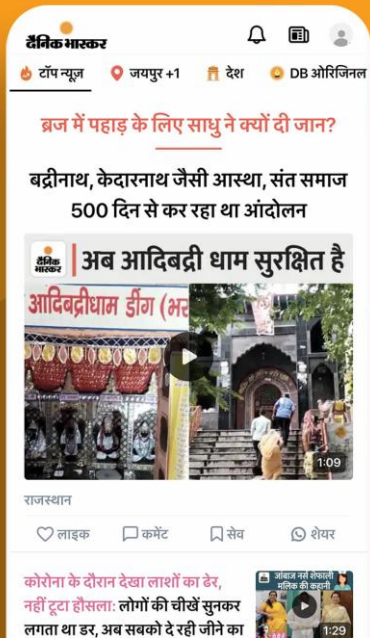 दैनिक भास्कर
टॉप न्यूज़ जयपुर +1 देश DB ओरिजिनल
ब्रज में पहाड़ के लिए साधु ने क्यों दी जान?
बद्रीनाथ, केदारनाथ जैसी आस्था, संत समाज
500 दिन से कर रहा था आंदोलन
दैनिक
भास्कर
अब आदिबद्री धाम सुरक्षित है
आदिबद्रीधाम डीग (भर
1:09
राजस्थान
लाइक कमेंट सेव शेयर
कोरोना के दौरान देखा लाशों का ढेर,
नहीं टूटा हौसला: लोगों की चीखें सुनकर
लगता था डर, अब सबको दे रही जीने का
जांबाज नर्स शेफाली
मलिक की कहानी
1:29